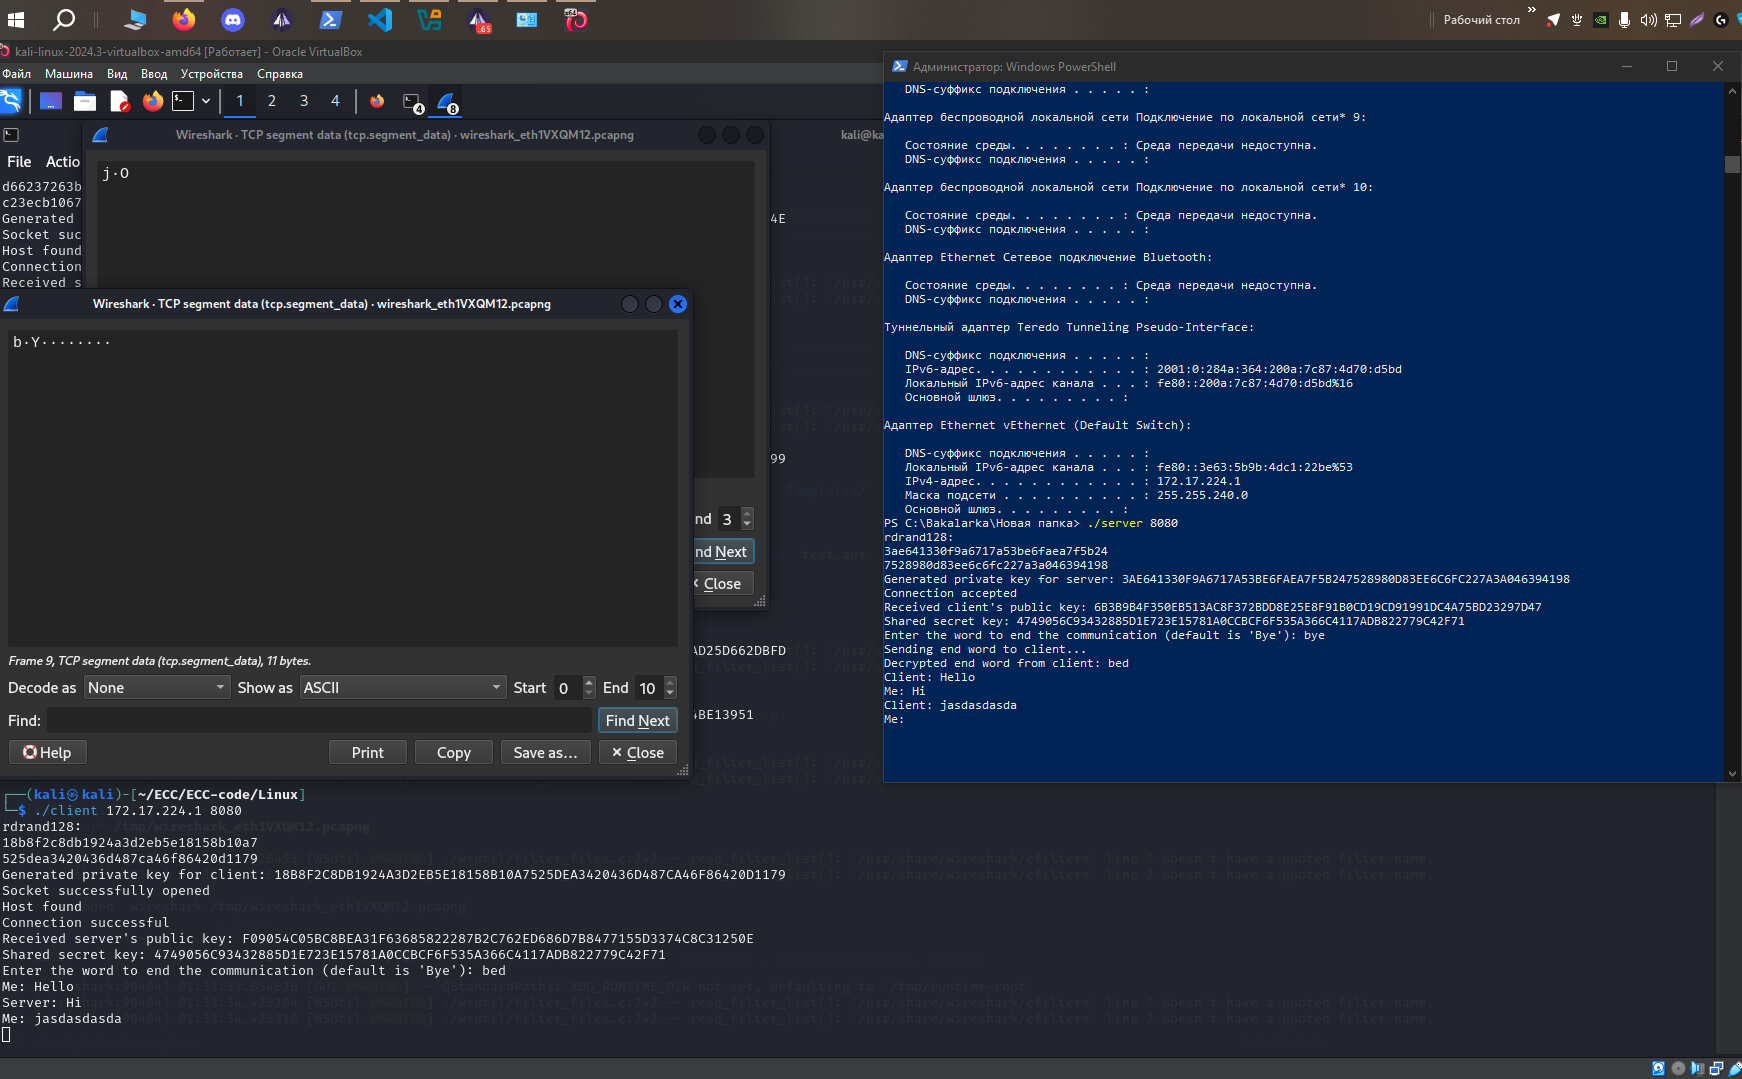 Рабочий стол
kali-linux-2024.3-virtualbox-amd64 [Работает] - Oracle VirtualBox
Файл Машина Вид Ввод Устройства Справка
1 2 3 4
4
8
.65
Wireshark · TCP segment data (tcp.segment_data) · wireshark_eth1VXQM12.pcapng
kali@ka
File Actio
j·O
d66237263b
c23ecb1067
Generated
4E
Socket suc
Host found
Connection
Received s
99
nd 3
nd Next
Close
Wireshark · TCP segment data (tcp.segment_data) · wireshark_eth1VXQM12.pcapng
b·Y········
AD25D662DBFD
4BE13951
Frame 9, TCP segment data (tcp.segment_data), 11 bytes.
Decode as None Show as ASCII Start 0 End 10
Find: Find Next
Help Print Copy Save as... Close
┌──(kali㉿kali)-[~/ECC/ECC-code/Linux]
└─$ ./client 172.17.224.1 8080
rdrand128:
18b8f2c8db1924a3d2eb5e18158b10a7
525dea3420436d487ca46f86420d1179
Generated private key for client: 18B8F2C8DB1924A3D2EB5E18158B10A7525DEA3420436D487CA46F86420D1179
Socket successfully opened
Host found
Connection successful
Received server's public key: F09054C05BC8BEA31F63685822287B2C762ED686D7B8477155D3374C8C31250E
Shared secret key: 4749056C93432885D1E723E15781A0CCBCF6F535A366C4117ADB822779C42F71
Enter the word to end the communication (default is 'Bye'): bed
Me: Hello
Server: Hi
Me: jasdasdasda
Администратор: Windows PowerShell
DNS-суффикс подключения . . . . . :
Адаптер беспроводной локальной сети Подключение по локальной сети* 9:
Состояние среды. . . . . . . . : Среда передачи недоступна.
DNS-суффикс подключения . . . . . :
Адаптер беспроводной локальной сети Подключение по локальной сети* 10:
Состояние среды. . . . . . . . : Среда передачи недоступна.
DNS-суффикс подключения . . . . . :
Адаптер Ethernet Сетевое подключение Bluetooth:
Состояние среды. . . . . . . . : Среда передачи недоступна.
DNS-суффикс подключения . . . . . :
Туннельный адаптер Teredo Tunneling Pseudo-Interface:
DNS-суффикс подключения . . . . . :
IPv6-адрес. . . . . . . . . . . . : 2001:0:284a:364:200a:7c87:4d70:d5bd
Локальный IPv6-адрес канала . . . : fe80::200a:7c87:4d70:d5bd%16
Основной шлюз. . . . . . . . . :
Адаптер Ethernet vEthernet (Default Switch):
DNS-суффикс подключения . . . . . :
Локальный IPv6-адрес канала . . . : fe80::3e63:5b9b:4dc1:22be%53
IPv4-адрес. . . . . . . . . . . . : 172.17.224.1
Маска подсети . . . . . . . . . . : 255.255.240.0
Основной шлюз. . . . . . . . . :
PS C:\Bakalarka\Новая папка> ./server 8080
rdrand128:
3ae641330f9a6717a53be6faea7f5b24
7528980d83ee6c6fc227a3a046394198
Generated private key for server: 3AE641330F9A6717A53BE6FAEA7F5B247528980D83EE6C6FC227A3A046394198
Connection accepted
Received client's public key: 6B3B9B4F350EB513AC8F372BDD8E25E8F91B0CD19CD91991DC4A75BD23297D47
Shared secret key: 4749056C93432885D1E723E15781A0CCBCF6F535A366C4117ADB822779C42F71
Enter the word to end the communication (default is 'Bye'): bye
Sending end word to client...
Decrypted end word from client: bed
Client: Hello
Me: Hi
Client: jasdasdasda
Me: